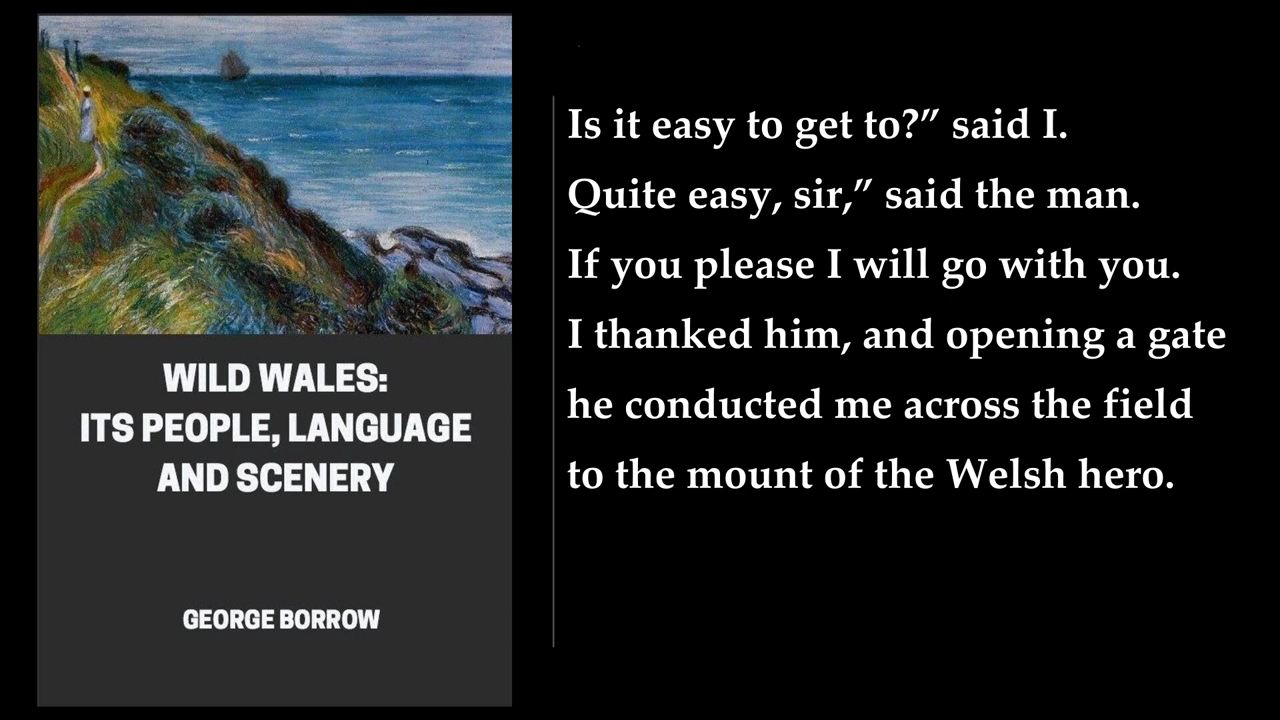 WILD WALES:
ITS PEOPLE, LANGUAGE
AND SCENERY
GEORGE BORROW
Is it easy to get to?” said I.
Quite easy, sir,” said the man.
If you please I will go with you.
I thanked him, and opening a gate
he conducted me across the field
to the mount of the Welsh hero.